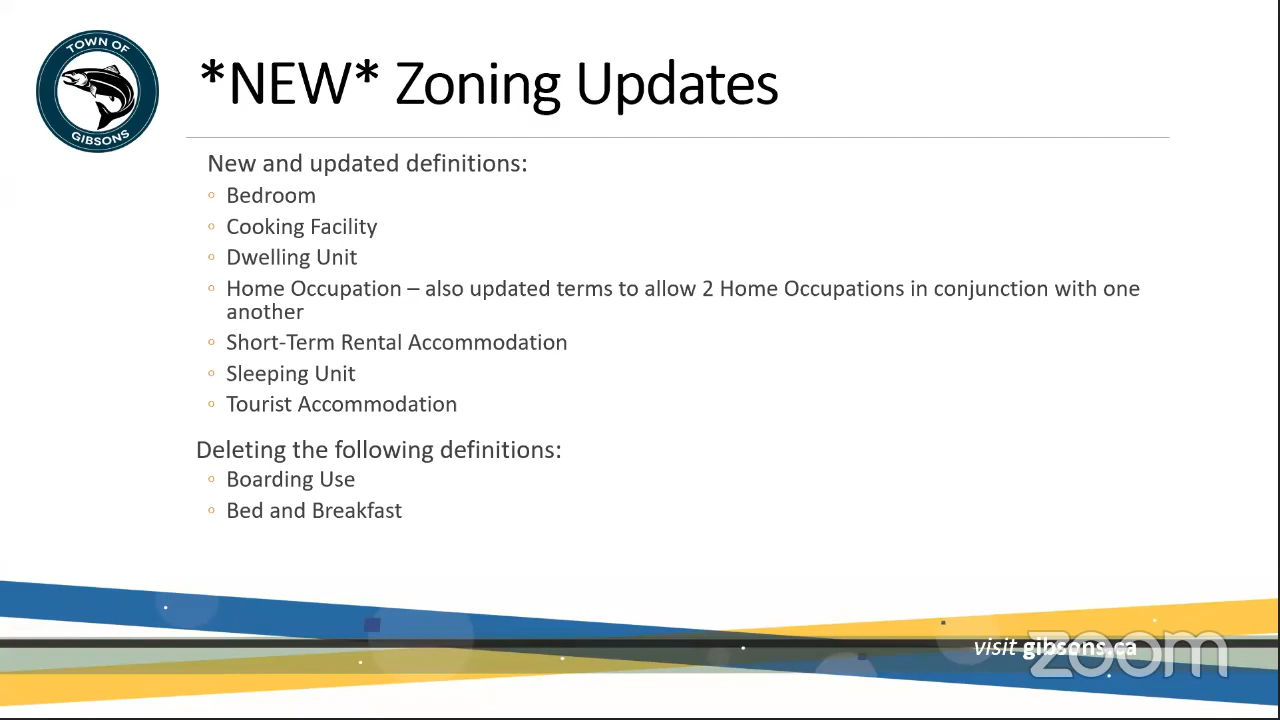 TOWN OF
GIBSONS
*NEW* Zoning Updates
New and updated definitions:
◦ Bedroom
◦ Cooking Facility
◦ Dwelling Unit
◦ Home Occupation – also updated terms to allow 2 Home Occupations in conjunction with one
another
◦ Short-Term Rental Accommodation
◦ Sleeping Unit
◦ Tourist Accommodation
Deleting the following definitions:
◦ Boarding Use
◦ Bed and Breakfast
visit gibsons.ca
zoom